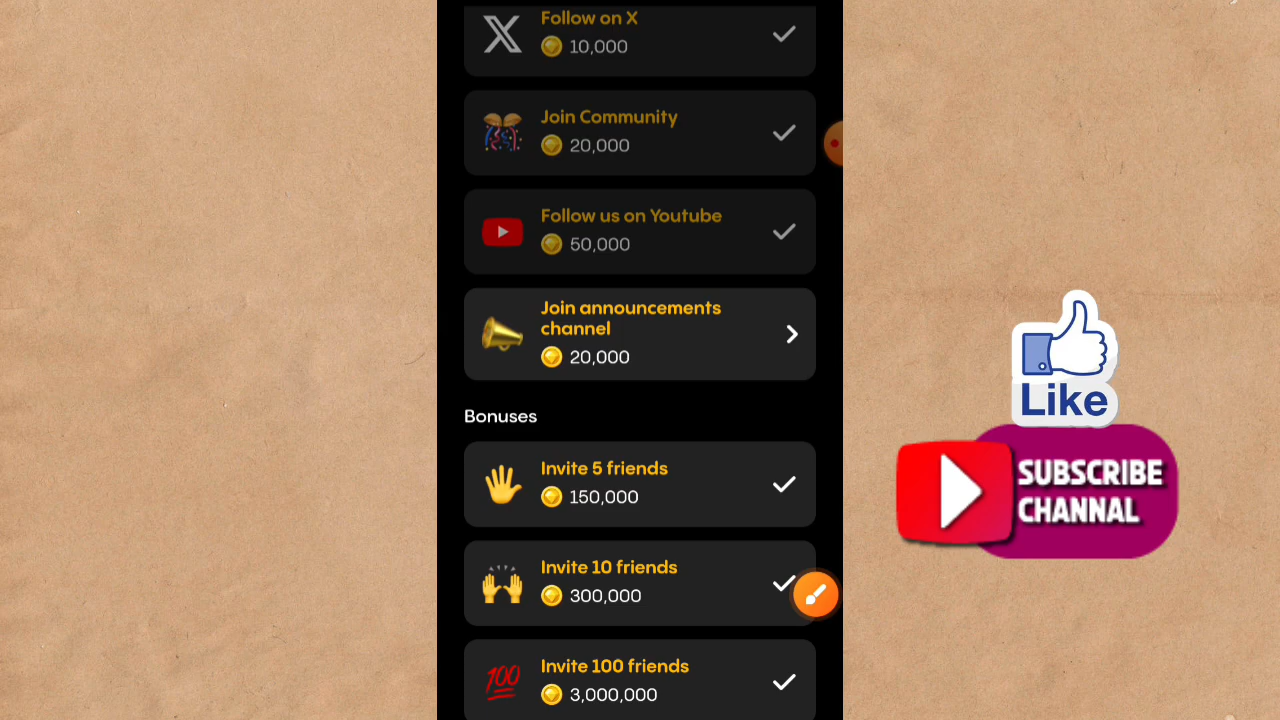 Follow on X
10,000
Join Community
20,000
Follow us on Youtube
50,000
Join announcements
channel
20,000
Bonuses
Invite 5 friends
150,000
Invite 10 friends
300,000
100
Invite 100 friends
3,000,000
Like
SUBSCRIBE
CHANNAL